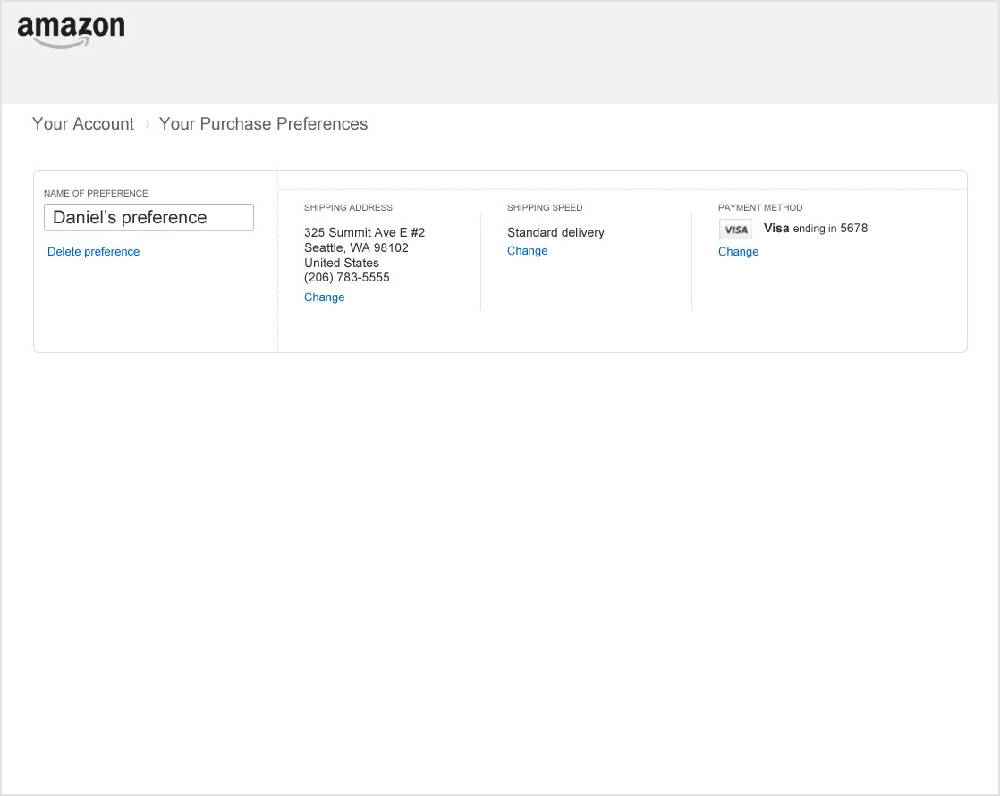 amazon
Your Account › Your Purchase Preferences
NAME OF PREFERENCE
Daniel’s preference
Delete preference
SHIPPING ADDRESS
325 Summit Ave E #2
Seattle, WA 98102
United States
(206) 783-5555
Change
SHIPPING SPEED
Standard delivery
Change
PAYMENT METHOD
VISA Visa ending in 5678
Change